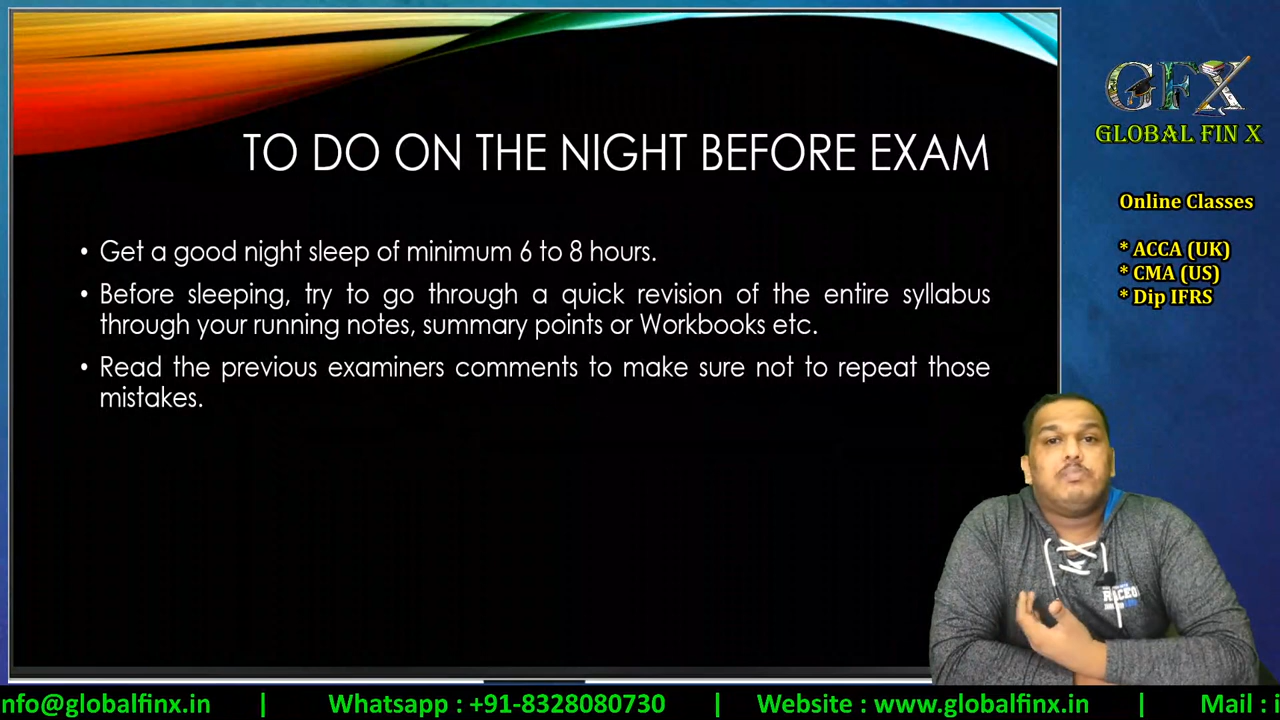 GFX
GLOBAL FIN X
TO DO ON THE NIGHT BEFORE EXAM
Online Classes
* ACCA (UK)
* CMA (US)
* Dip IFRS
• Get a good night sleep of minimum 6 to 8 hours.
• Before sleeping, try to go through a quick revision of the entire syllabus
through your running notes, summary points or Workbooks etc.
• Read the previous examiners comments to make sure not to repeat those
mistakes.
nfo@globalfinx.in | Whatsapp : +91-8328080730 | Website : www.globalfinx.in | Mail : i